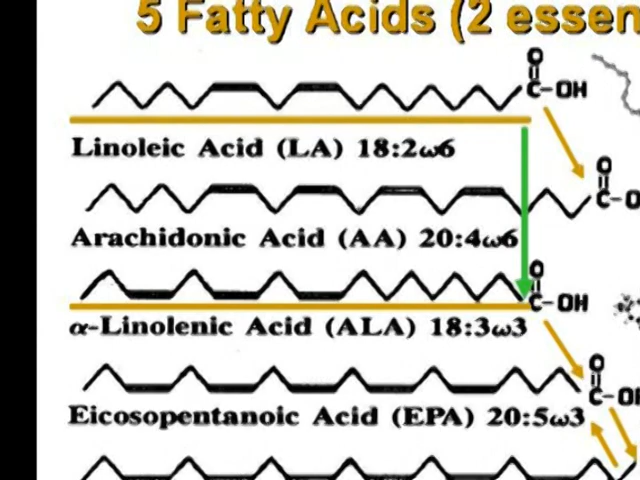 5 Fatty Acids (2 essen
O
C-OH
Linoleic Acid (LA) 18:2ω6
O
C-O
Arachidonic Acid (AA) 20:4ω6
O
C-OH
α-Linolenic Acid (ALA) 18:3ω3
O
C-OH
Eicosopentanoic Acid (EPA) 20:5ω3